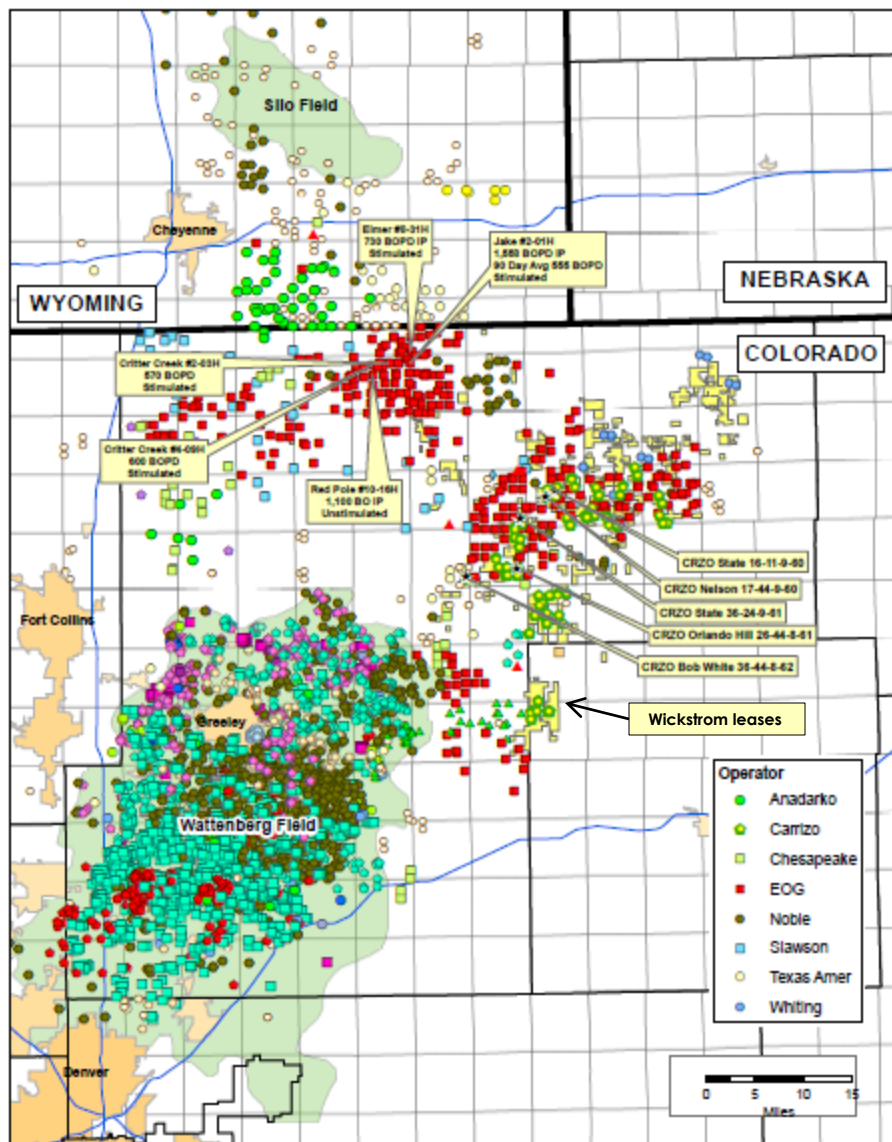 Silo Field
Cheyenne
Elmer #8-31H
730 BOPD IP
Stimulated
Jake #2-01H
1,558 BOPD IP
90 Day Avg 555 BOPD
Stimulated
WYOMING
NEBRASKA
COLORADO
Critter Creek #2-03H
570 BOPD
Stimulated
Critter Creek #4-09H
600 BOPD
Stimulated
Red Pole #10-16H
1,100 BO IP
Unstimulated
CRZO State 16-11-9-60
CRZO Nelson 17-44-9-60
CRZO State 36-24-9-61
CRZO Orlando Hill 26-44-8-61
CRZO Bob White 36-44-8-62
Fort Collins
Greeley
Wickstrom leases
Wattenberg Field
Operator
Anadarko
Carrizo
Chesapeake
EOG
Noble
Slawson
Texas Amer
Whiting
Denver
0 5 10 15
Miles